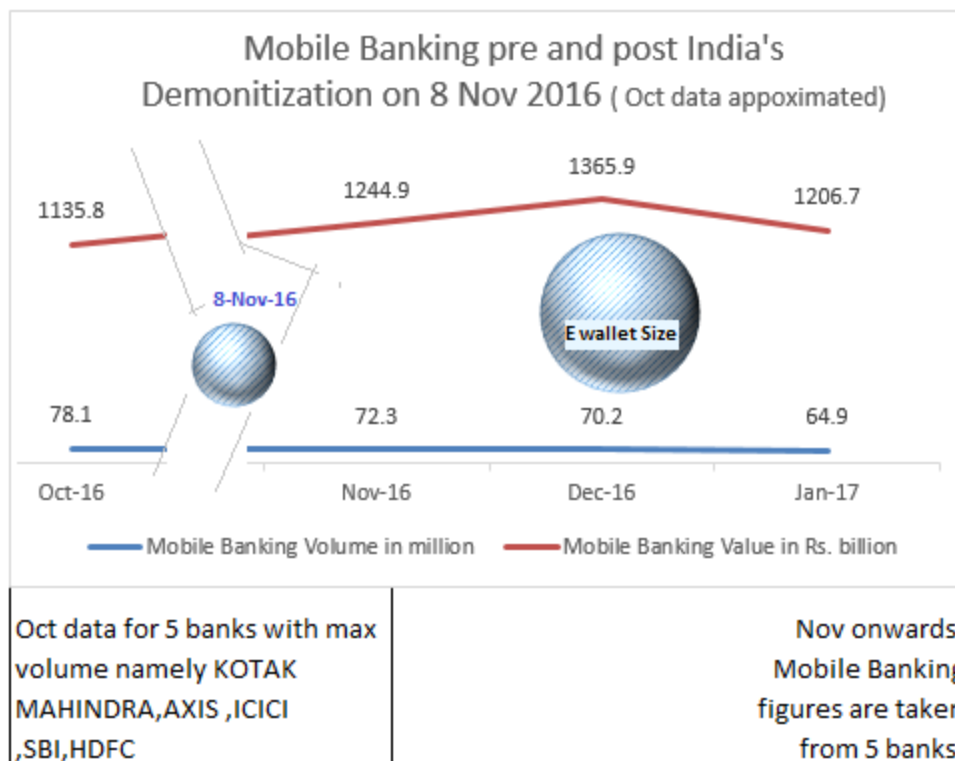 Mobile Banking pre and post India's
Demonitization on 8 Nov 2016 ( Oct data appoximated)
1135.8
1244.9
1365.9
1206.7
8-Nov-16
E wallet Size
78.1
72.3
70.2
64.9
Oct-16
Nov-16
Dec-16
Jan-17
Mobile Banking Volume in million
Mobile Banking Value in Rs. billion
Oct data for 5 banks with max
volume namely KOTAK
MAHINDRA,AXIS ,ICICI
,SBI,HDFC
Nov onwards
Mobile Banking
figures are taken
from 5 banks